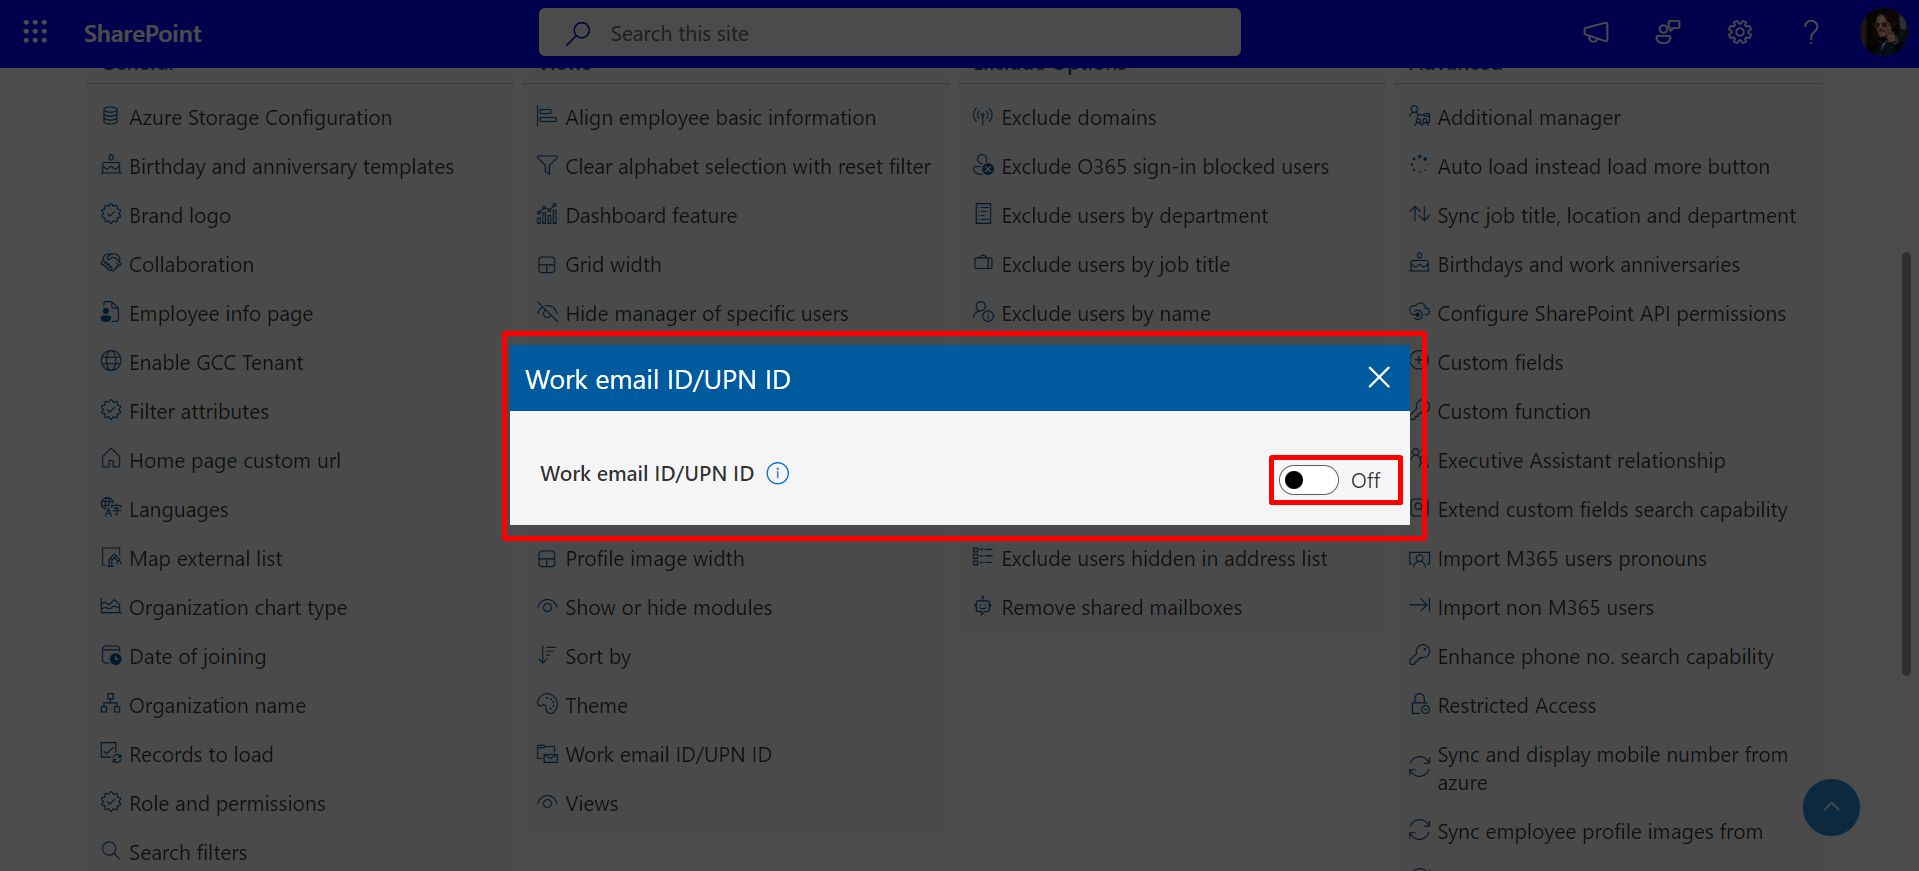 SharePoint
Search this site
General
Views
Exclude Options
Advanced
Azure Storage Configuration
Birthday and anniversary templates
Brand logo
Collaboration
Employee info page
Enable GCC Tenant
Filter attributes
Home page custom url
Languages
Map external list
Organization chart type
Date of joining
Organization name
Records to load
Role and permissions
Search filters
Align employee basic information
Clear alphabet selection with reset filter
Dashboard feature
Grid width
Hide manager of specific users
Work email ID/UPN ID
Work email ID/UPN ID
Off
Profile image width
Show or hide modules
Sort by
Theme
Work email ID/UPN ID
Views
Exclude domains
Exclude O365 sign-in blocked users
Exclude users by department
Exclude users by job title
Exclude users by name
Exclude users hidden in address list
Remove shared mailboxes
Additional manager
Auto load instead load more button
Sync job title, location and department
Birthdays and work anniversaries
Configure SharePoint API permissions
Custom fields
Custom function
Executive Assistant relationship
Extend custom fields search capability
Import M365 users pronouns
Import non M365 users
Enhance phone no. search capability
Restricted Access
Sync and display mobile number from
azure
Sync employee profile images from